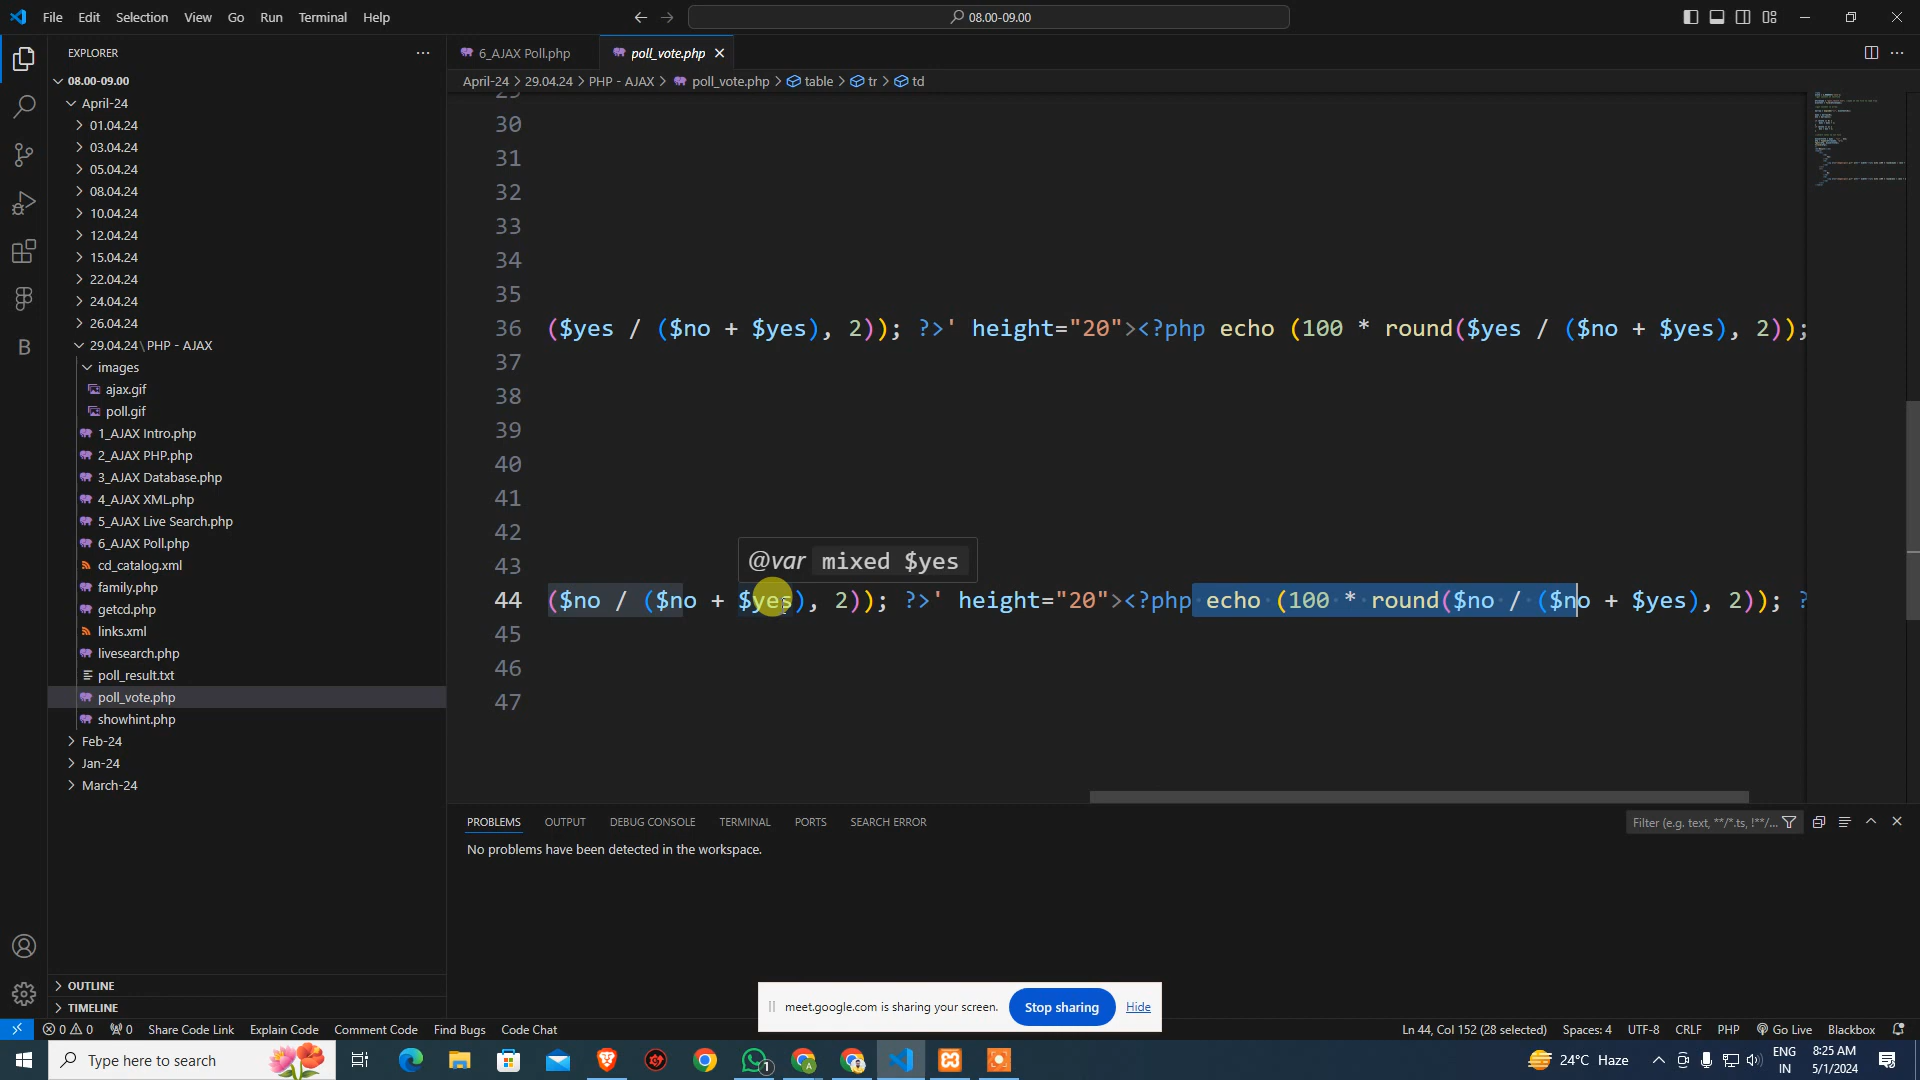 File Edit Selection View Go Run Terminal Help
08.00-09.00
EXPLORER
08.00-09.00
April-24
01.04.24
03.04.24
05.04.24
08.04.24
10.04.24
12.04.24
15.04.24
22.04.24
24.04.24
26.04.24
29.04.24\PHP - AJAX
images
ajax.gif
poll.gif
1_AJAX Intro.php
2_AJAX PHP.php
3_AJAX Database.php
4_AJAX XML.php
5_AJAX Live Search.php
6_AJAX Poll.php
cd_catalog.xml
family.php
getcd.php
links.xml
livesearch.php
poll_result.txt
poll_vote.php
showhint.php
Feb-24
Jan-24
March-24
OUTLINE
TIMELINE
6_AJAX Poll.php poll_vote.php
April-24 > 29.04.24 > PHP - AJAX > poll_vote.php > table > tr > td
30
31
32
33
34
35
36 ($yes / ($no + $yes), 2)); ?>' height="20"><?php echo (100 * round($yes / ($no + $yes), 2));
37
38
39
40
41
42
43
@var mixed $yes
44 ($no / ($no + $yes), 2)); ?>' height="20"><?php echo (100 * round($no / ($no + $yes), 2)); ?
45
46
47
PROBLEMS OUTPUT DEBUG CONSOLE TERMINAL PORTS SEARCH ERROR
Filter (e.g. text, **/*.ts, !**/...
No problems have been detected in the workspace.
meet.google.com is sharing your screen. Stop sharing Hide
0 0 0 Share Code Link Explain Code Comment Code Find Bugs Code Chat
Ln 44, Col 152 (28 selected) Spaces: 4 UTF-8 CRLF PHP Go Live Blackbox
Type here to search
1
24°C Haze
ENG
IN
8:25 AM
5/1/2024